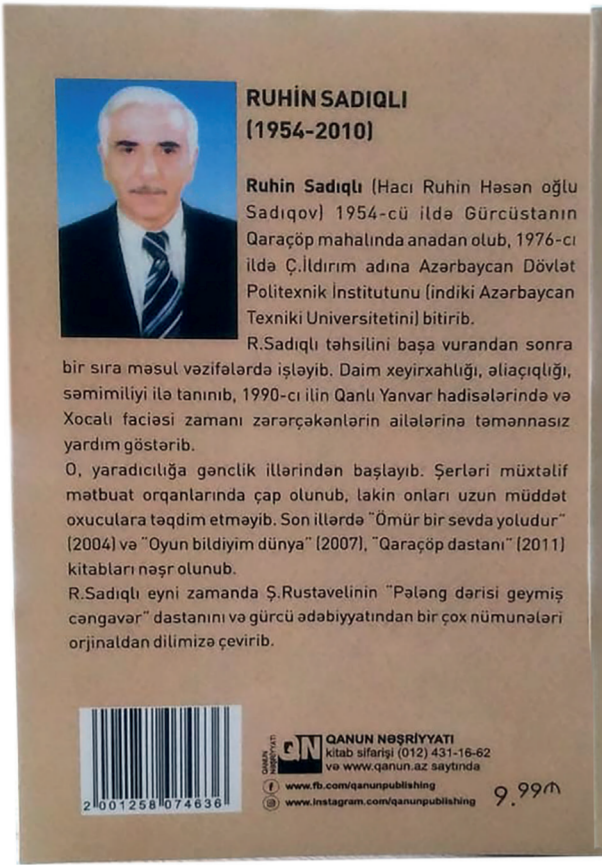 RUHİN SADIQLI
(1954-2010)
Ruhin Sadıqlı (Hacı Ruhin Həsən oğlu
Sadıqov) 1954-cü ildə Gürcüstanın
Qaraçöp mahalında anadan olub, 1976-cı
ildə Ç.İldırım adına Azərbaycan Dövlət
Politexnik İnstitutunu (indiki Azərbaycan
Texniki Universitetini) bitirib.
R.Sadıqlı təhsilini başa vurandan sonra
bir sıra məsul vəzifələrdə işləyib. Daim xeyirxahlığı, əliaçıqlığı,
səmimiliyi ilə tanınıb, 1990-cı ilin Qanlı Yanvar hadisələrində və
Xocalı faciəsi zamanı zərərçəkənlərin ailələrinə təmənnasız
yardım göstərib.
O, yaradıcılığa gənclik illərindən başlayıb. Şerləri müxtəlif
mətbuat orqanlarında çap olunub, lakin onları uzun müddət
oxuculara təqdim etməyib. Son illərdə "Ömür bir sevda yoludur"
(2004) və "Oyun bildiyim dünya" (2007), "Qaraçöp dastanı" (2011)
kitabları nəşr olunub.
R.Sadıqlı eyni zamanda Ş.Rustavelinin "Pələng dərisi geymiş
cəngavər" dastanını və gürcü ədəbiyyatından bir çox nümunələri
orjinaldan dilimizə çevirib.
2 001258 074636
QANUN
NƏŞRİYYATI
QN
QANUN NƏŞRİYYATI
kitab sifarişi (012) 431-16-62
və www.qanun.az saytında
www.fb.com/qanunpublishing
www.instagram.com/qanunpublishing
9.99₼